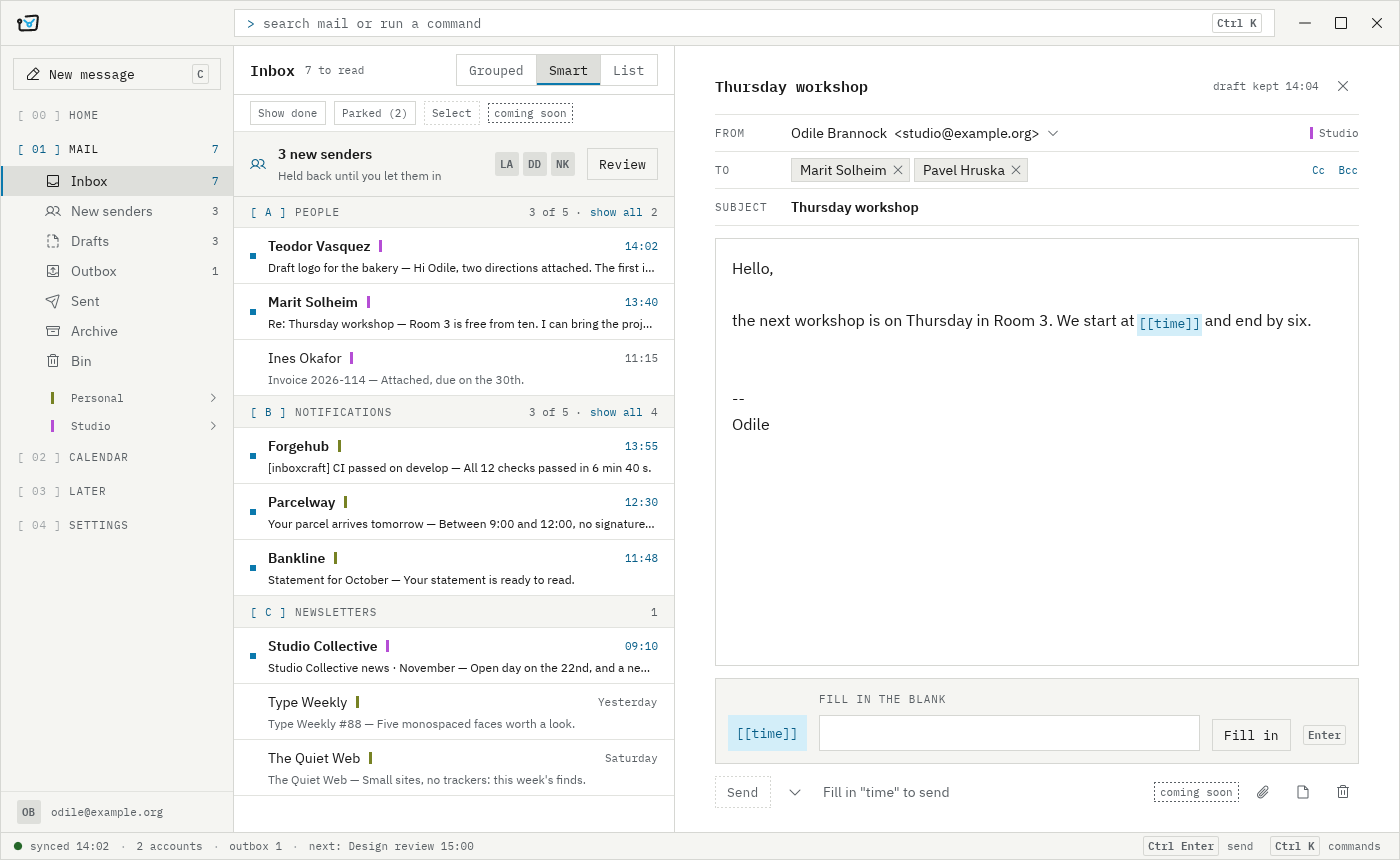 > search mail or run a command Ctrl K
New message C
[ 00 ] HOME
[ 01 ] MAIL 7
Inbox 7
New senders 3
Drafts 3
Outbox 1
Sent
Archive
Bin
Personal
Studio
[ 02 ] CALENDAR
[ 03 ] LATER
[ 04 ] SETTINGS
OB odile@example.org
Inbox 7 to read Grouped Smart List
Show done Parked (2) Select coming soon
3 new senders
Held back until you let them in
LA DD NK Review
[ A ] PEOPLE 3 of 5 · show all 2
Teodor Vasquez 14:02
Draft logo for the bakery — Hi Odile, two directions attached. The first i…
Marit Solheim 13:40
Re: Thursday workshop — Room 3 is free from ten. I can bring the proj…
Ines Okafor 11:15
Invoice 2026-114 — Attached, due on the 30th.
[ B ] NOTIFICATIONS 3 of 5 · show all 4
Forgehub 13:55
[inboxcraft] CI passed on develop — All 12 checks passed in 6 min 40 s.
Parcelway 12:30
Your parcel arrives tomorrow — Between 9:00 and 12:00, no signature…
Bankline 11:48
Statement for October — Your statement is ready to read.
[ C ] NEWSLETTERS 1
Studio Collective 09:10
Studio Collective news · November — Open day on the 22nd, and a ne…
Type Weekly Yesterday
Type Weekly #88 — Five monospaced faces worth a look.
The Quiet Web Saturday
The Quiet Web — Small sites, no trackers: this week's finds.
Thursday workshop draft kept 14:04
FROM Odile Brannock <studio@example.org> Studio
TO Marit Solheim Pavel Hruska Cc Bcc
SUBJECT Thursday workshop
Hello,
the next workshop is on Thursday in Room 3. We start at [[time]] and end by six.
--
Odile
FILL IN THE BLANK
[[time]] Fill in Enter
Send Fill in "time" to send coming soon
synced 14:02 · 2 accounts · outbox 1 · next: Design review 15:00 Ctrl Enter send Ctrl K commands